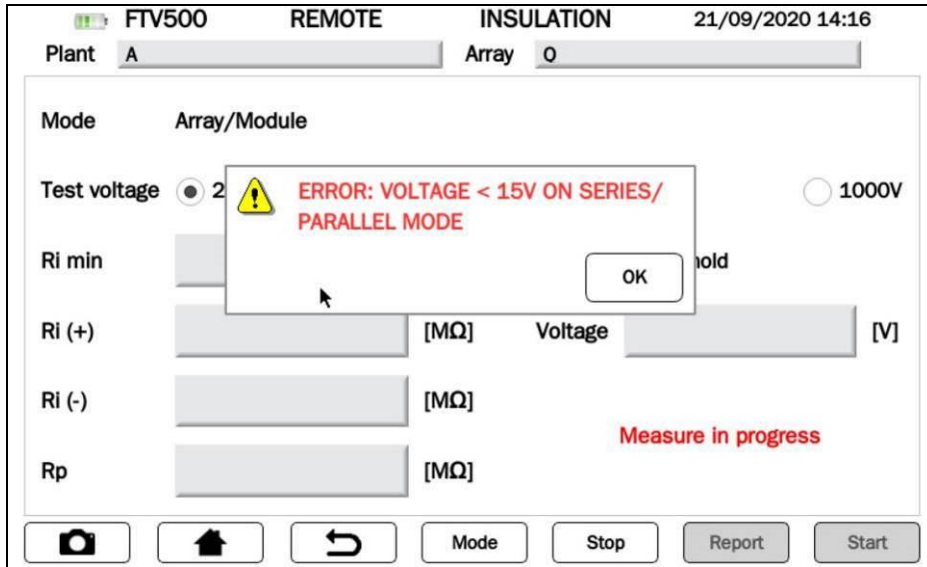 FTV500 REMOTE INSULATION 21/09/2020 14:16
Plant A Array O
Mode Array/Module
Test voltage 2 1000V
ERROR: VOLTAGE < 15V ON SERIES/
PARALLEL MODE
OK
Ri min hold
Ri (+) [MΩ] Voltage [V]
Ri (-) [MΩ]
Measure in progress
Rp [MΩ]
Mode Stop Report Start